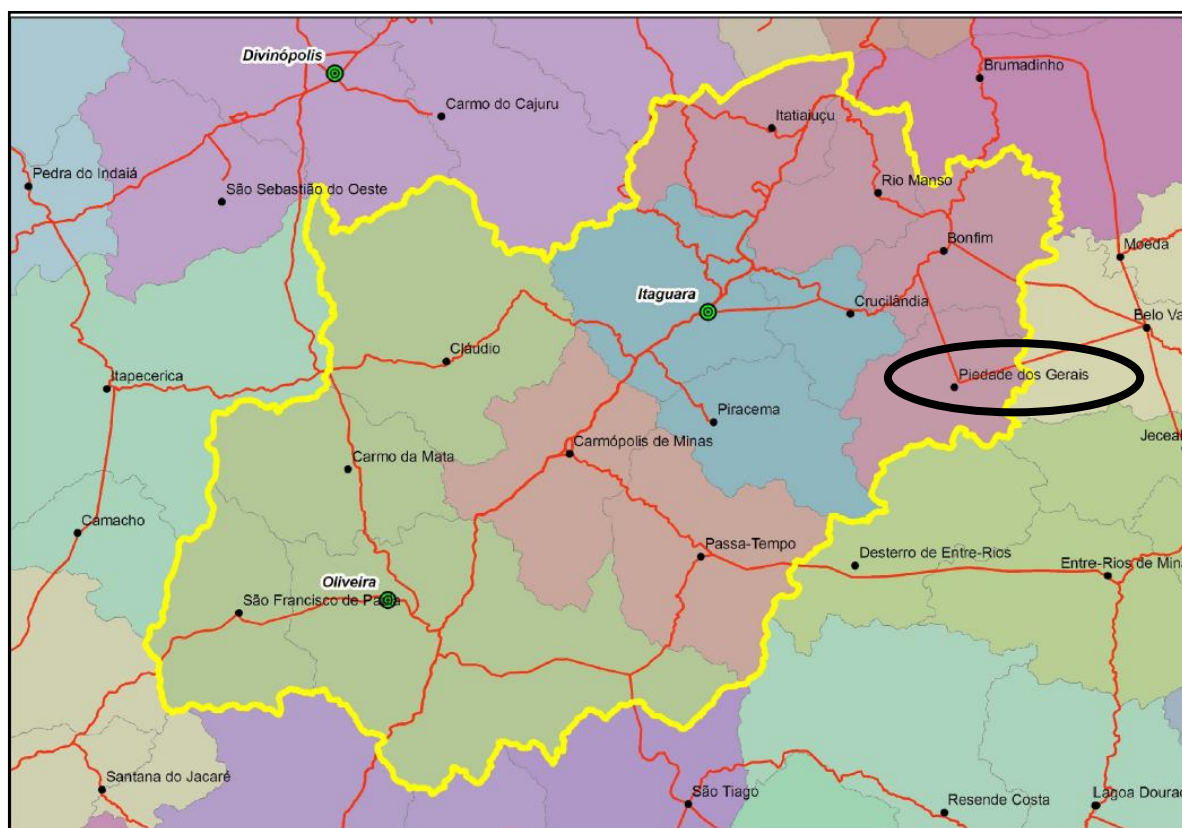 Divinópolis
Brumadinho
Carmo do Cajuru
Itatiaiuçu
Pedra do Indaiá
São Sebastião do Oeste
Rio Manso
Bonfim
Moeda
Itaguara
Crucilândia
Belo Va
Cláudio
Itapecerica
Piedade dos Gerais
Piracema
Carmópolis de Minas
Jeceab
Carmo da Mata
Camacho
Passa-Tempo
Desterro de Entre-Rios
Entre-Rios de Mina
Oliveira
São Francisco de Paula
Santana do Jacaré
São Tiago
Resende Costa
Lagoa Dourad